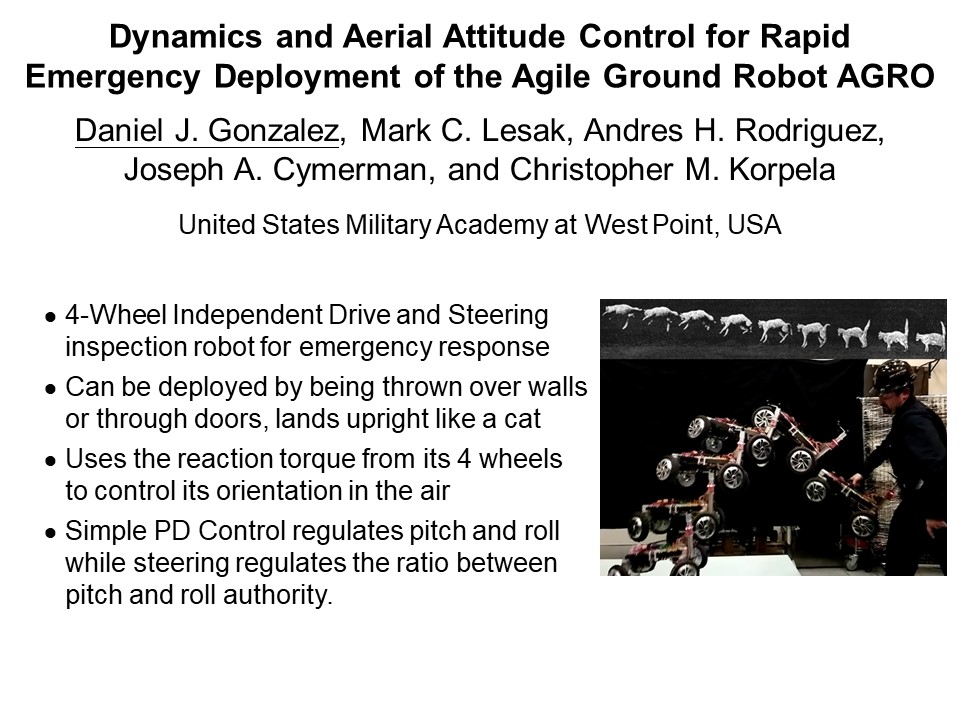 Dynamics and Aerial Attitude Control for Rapid
Emergency Deployment of the Agile Ground Robot AGRO
Daniel J. Gonzalez, Mark C. Lesak, Andres H. Rodriguez,
Joseph A. Cymerman, and Christopher M. Korpela
United States Military Academy at West Point, USA
● 4-Wheel Independent Drive and Steering
inspection robot for emergency response
● Can be deployed by being thrown over walls
or through doors, lands upright like a cat
● Uses the reaction torque from its 4 wheels
to control its orientation in the air
● Simple PD Control regulates pitch and roll
while steering regulates the ratio between
pitch and roll authority.